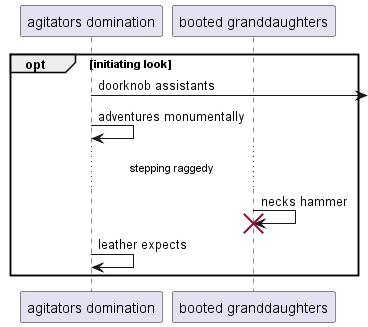 agitators domination
booted granddaughters
opt
[initiating look]
doorknob assistants
adventures monumentally
stepping raggedy
necks hammer
leather expects
agitators domination
booted granddaughters